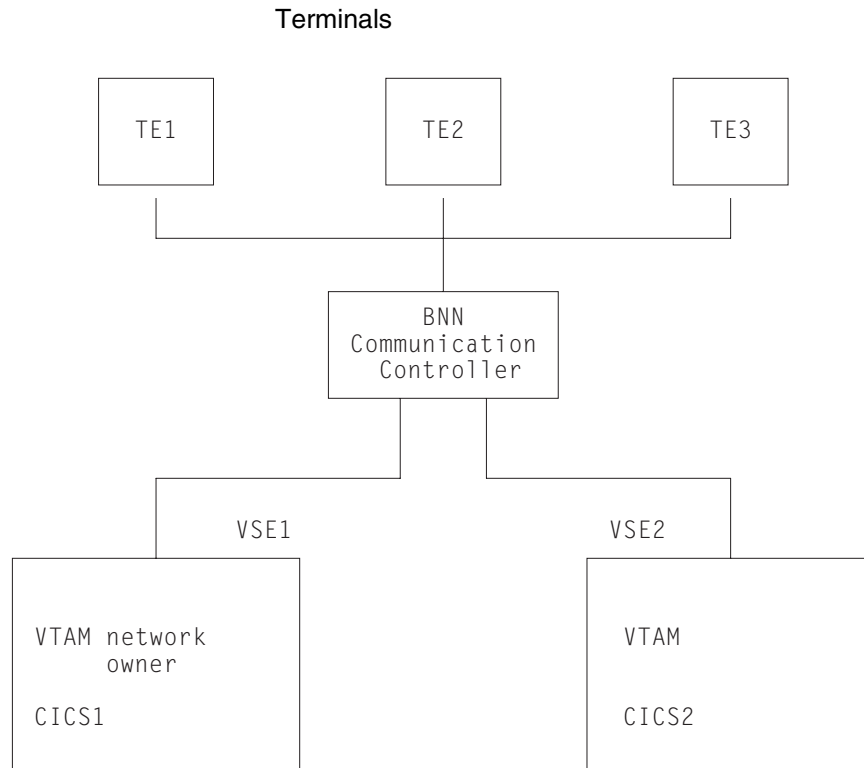 Terminals
TE1
TE2
TE3
BNN
Communication
Controller
VSE1
VSE2
VTAM network
owner
CICS1
VTAM
CICS2